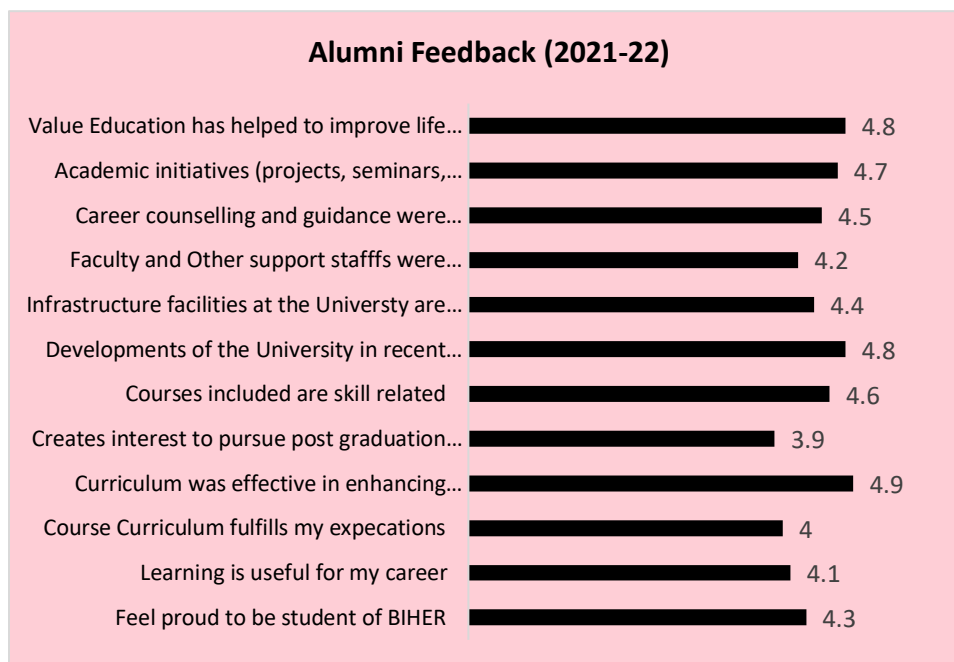 Alumni Feedback (2021-22)
Value Education has helped to improve life... 4.8
Academic initiatives (projects, seminars,... 4.7
Career counselling and guidance were... 4.5
Faculty and Other support stafffs were... 4.2
Infrastructure facilities at the Universty are... 4.4
Developments of the University in recent... 4.8
Courses included are skill related 4.6
Creates interest to pursue post graduation... 3.9
Curriculum was effective in enhancing... 4.9
Course Curriculum fulfills my expecations 4
Learning is useful for my career 4.1
Feel proud to be student of BIHER 4.3